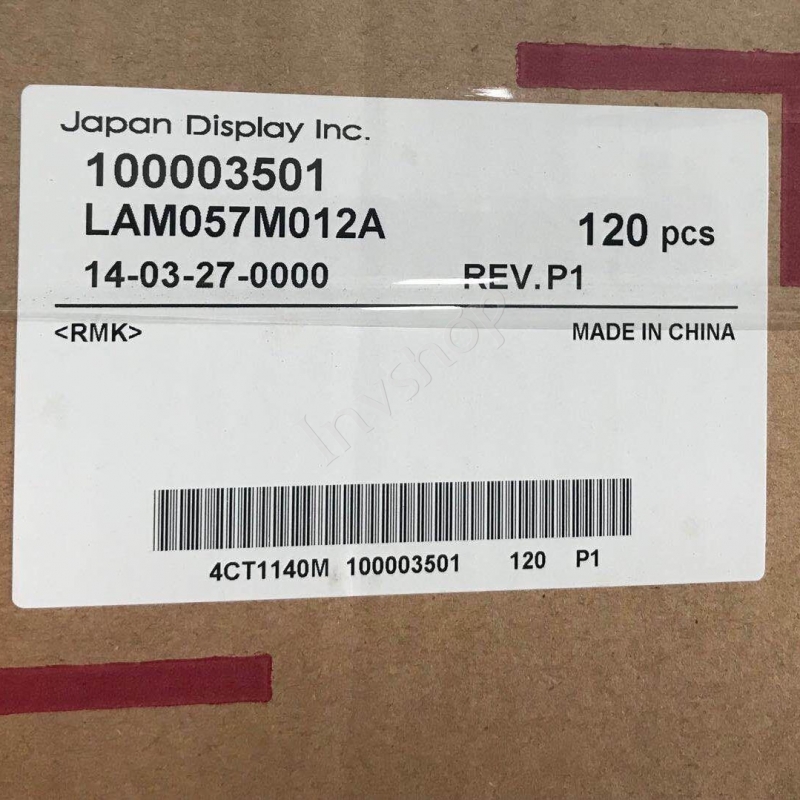 Japan Display Inc.
100003501
LAM057M012A 120 pcs
14-03-27-0000 REV.P1
<RMK> MADE IN CHINA
Invshop
4CT1140M 100003501 120 P1